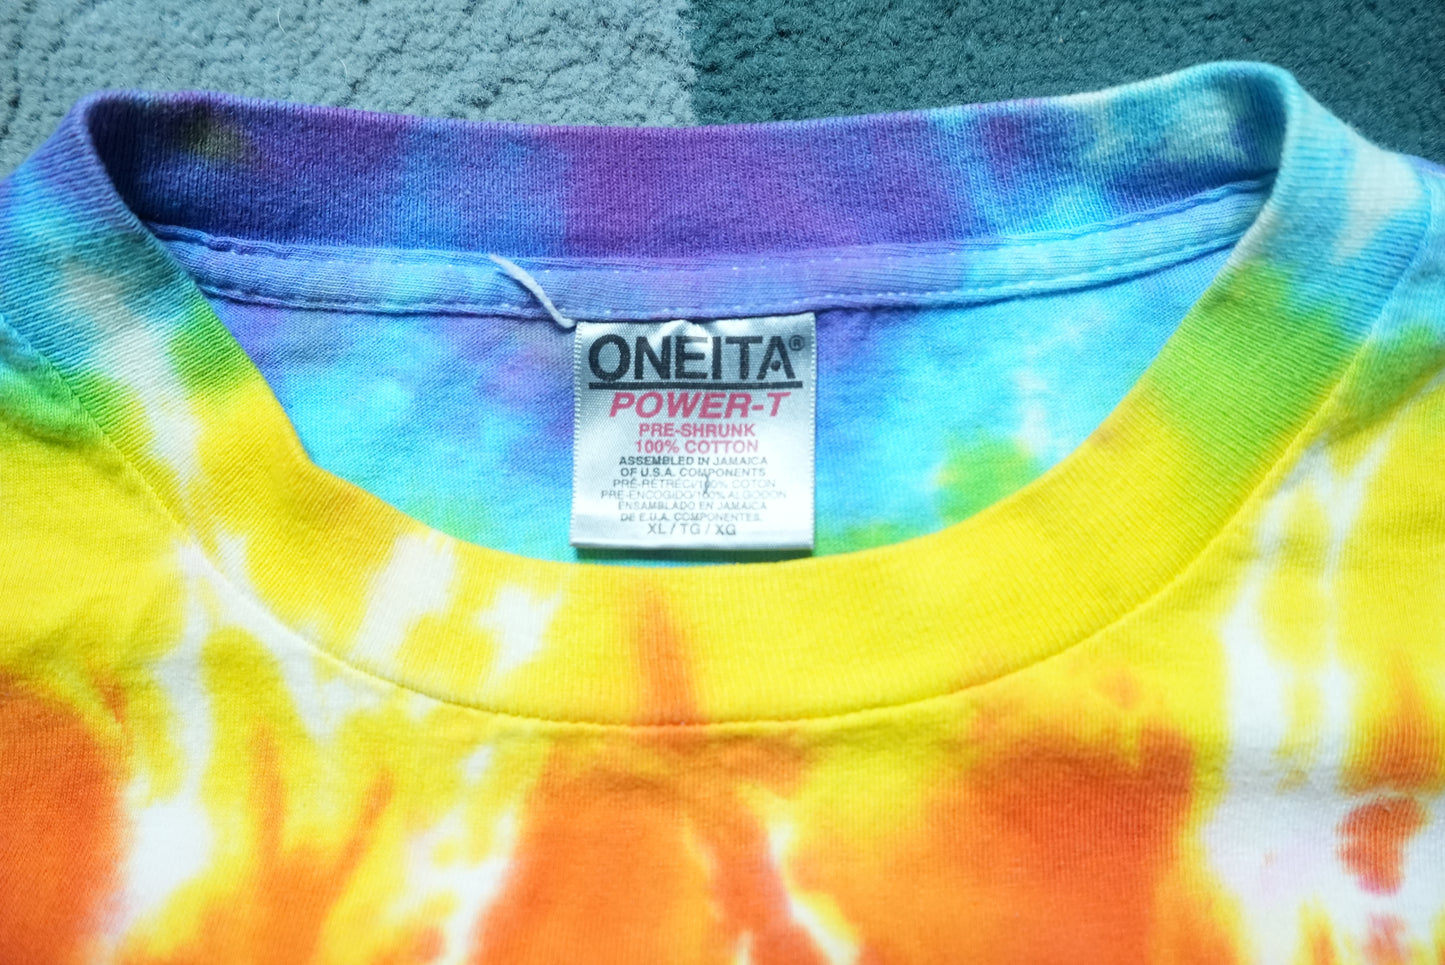 ONEITA®
POWER-T
PRE-SHRUNK
100% COTTON
ASSEMBLED IN JAMAICA
OF U.S.A. COMPONENTS
PRÉ-RÉTRÉCI/100% COTON
PRE-ENCOGIDO/100% ALGODON
ENSAMBLADO EN JAMAICA
DE E.U.A. COMPONENTES.
XL / TG / XG